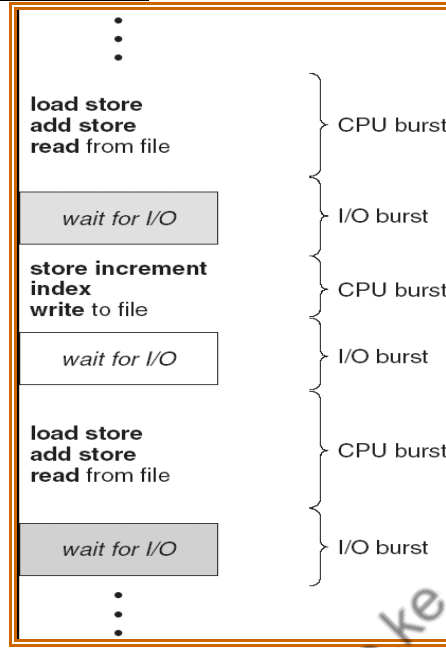 load store
add store
read from file
CPU burst
wait for I/O
I/O burst
store increment
index
write to file
CPU burst
wait for I/O
I/O burst
load store
add store
read from file
CPU burst
wait for I/O
I/O burst
ke